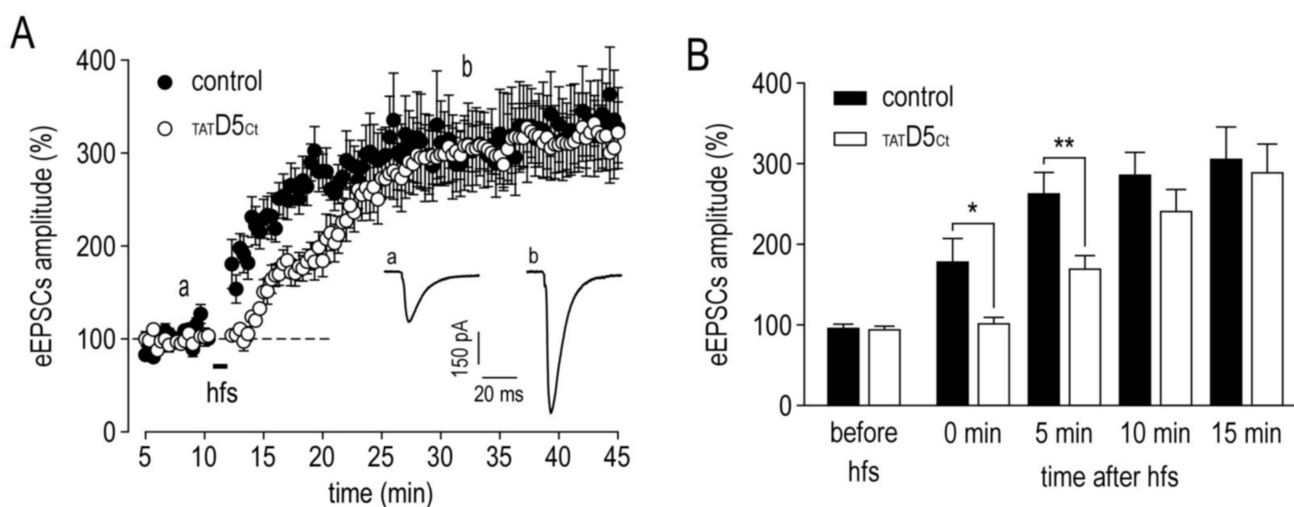 A
400
300
200
100
0
eEPSCs amplitude (%)
control
TATD5Ct
a
b
hfs
a
b
150 pA
20 ms
5 10 15 20 25 30 35 40 45
time (min)
B
400
300
200
100
0
eEPSCs amplitude (%)
control
TATD5Ct
*
**
before
hfs
0 min 5 min 10 min 15 min
time after hfs